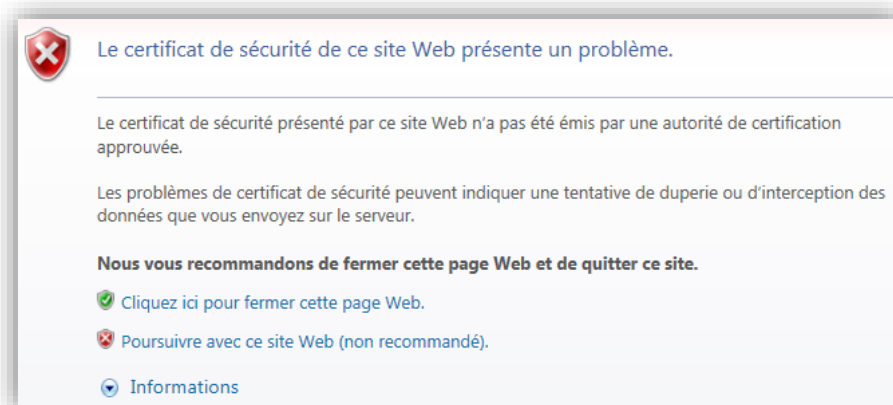 Le certificat de sécurité de ce site Web présente un problème.
Le certificat de sécurité présenté par ce site Web n'a pas été émis par une autorité de certification
approuvée.
Les problèmes de certificat de sécurité peuvent indiquer une tentative de duperie ou d'interception des
données que vous envoyez sur le serveur.
Nous vous recommandons de fermer cette page Web et de quitter ce site.
Cliquez ici pour fermer cette page Web.
Poursuivre avec ce site Web (non recommandé).
Informations